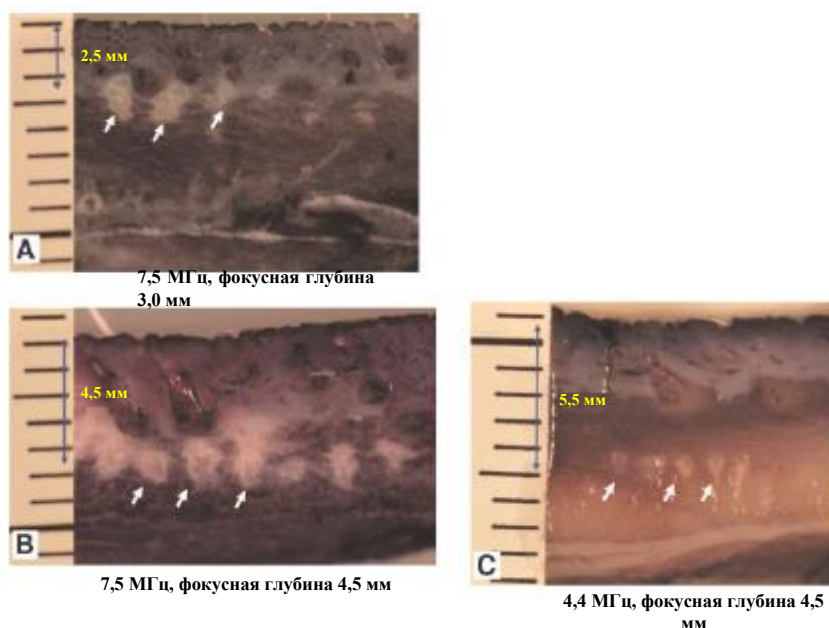 2,5 мм
A
7,5 МГц, фокусная глубина
3,0 мм
4,5 мм
B
7,5 МГц, фокусная глубина 4,5 мм
5,5 мм
C
4,4 МГц, фокусная глубина 4,5
мм